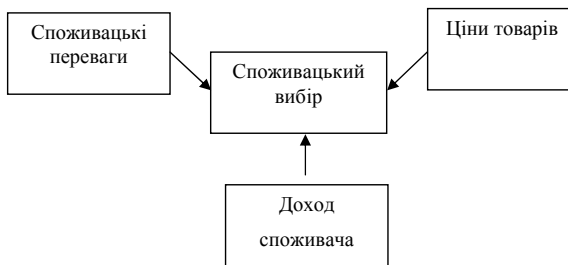 Споживацькі
переваги
Ціни товарів
Споживацький
вибір
Доход
споживача